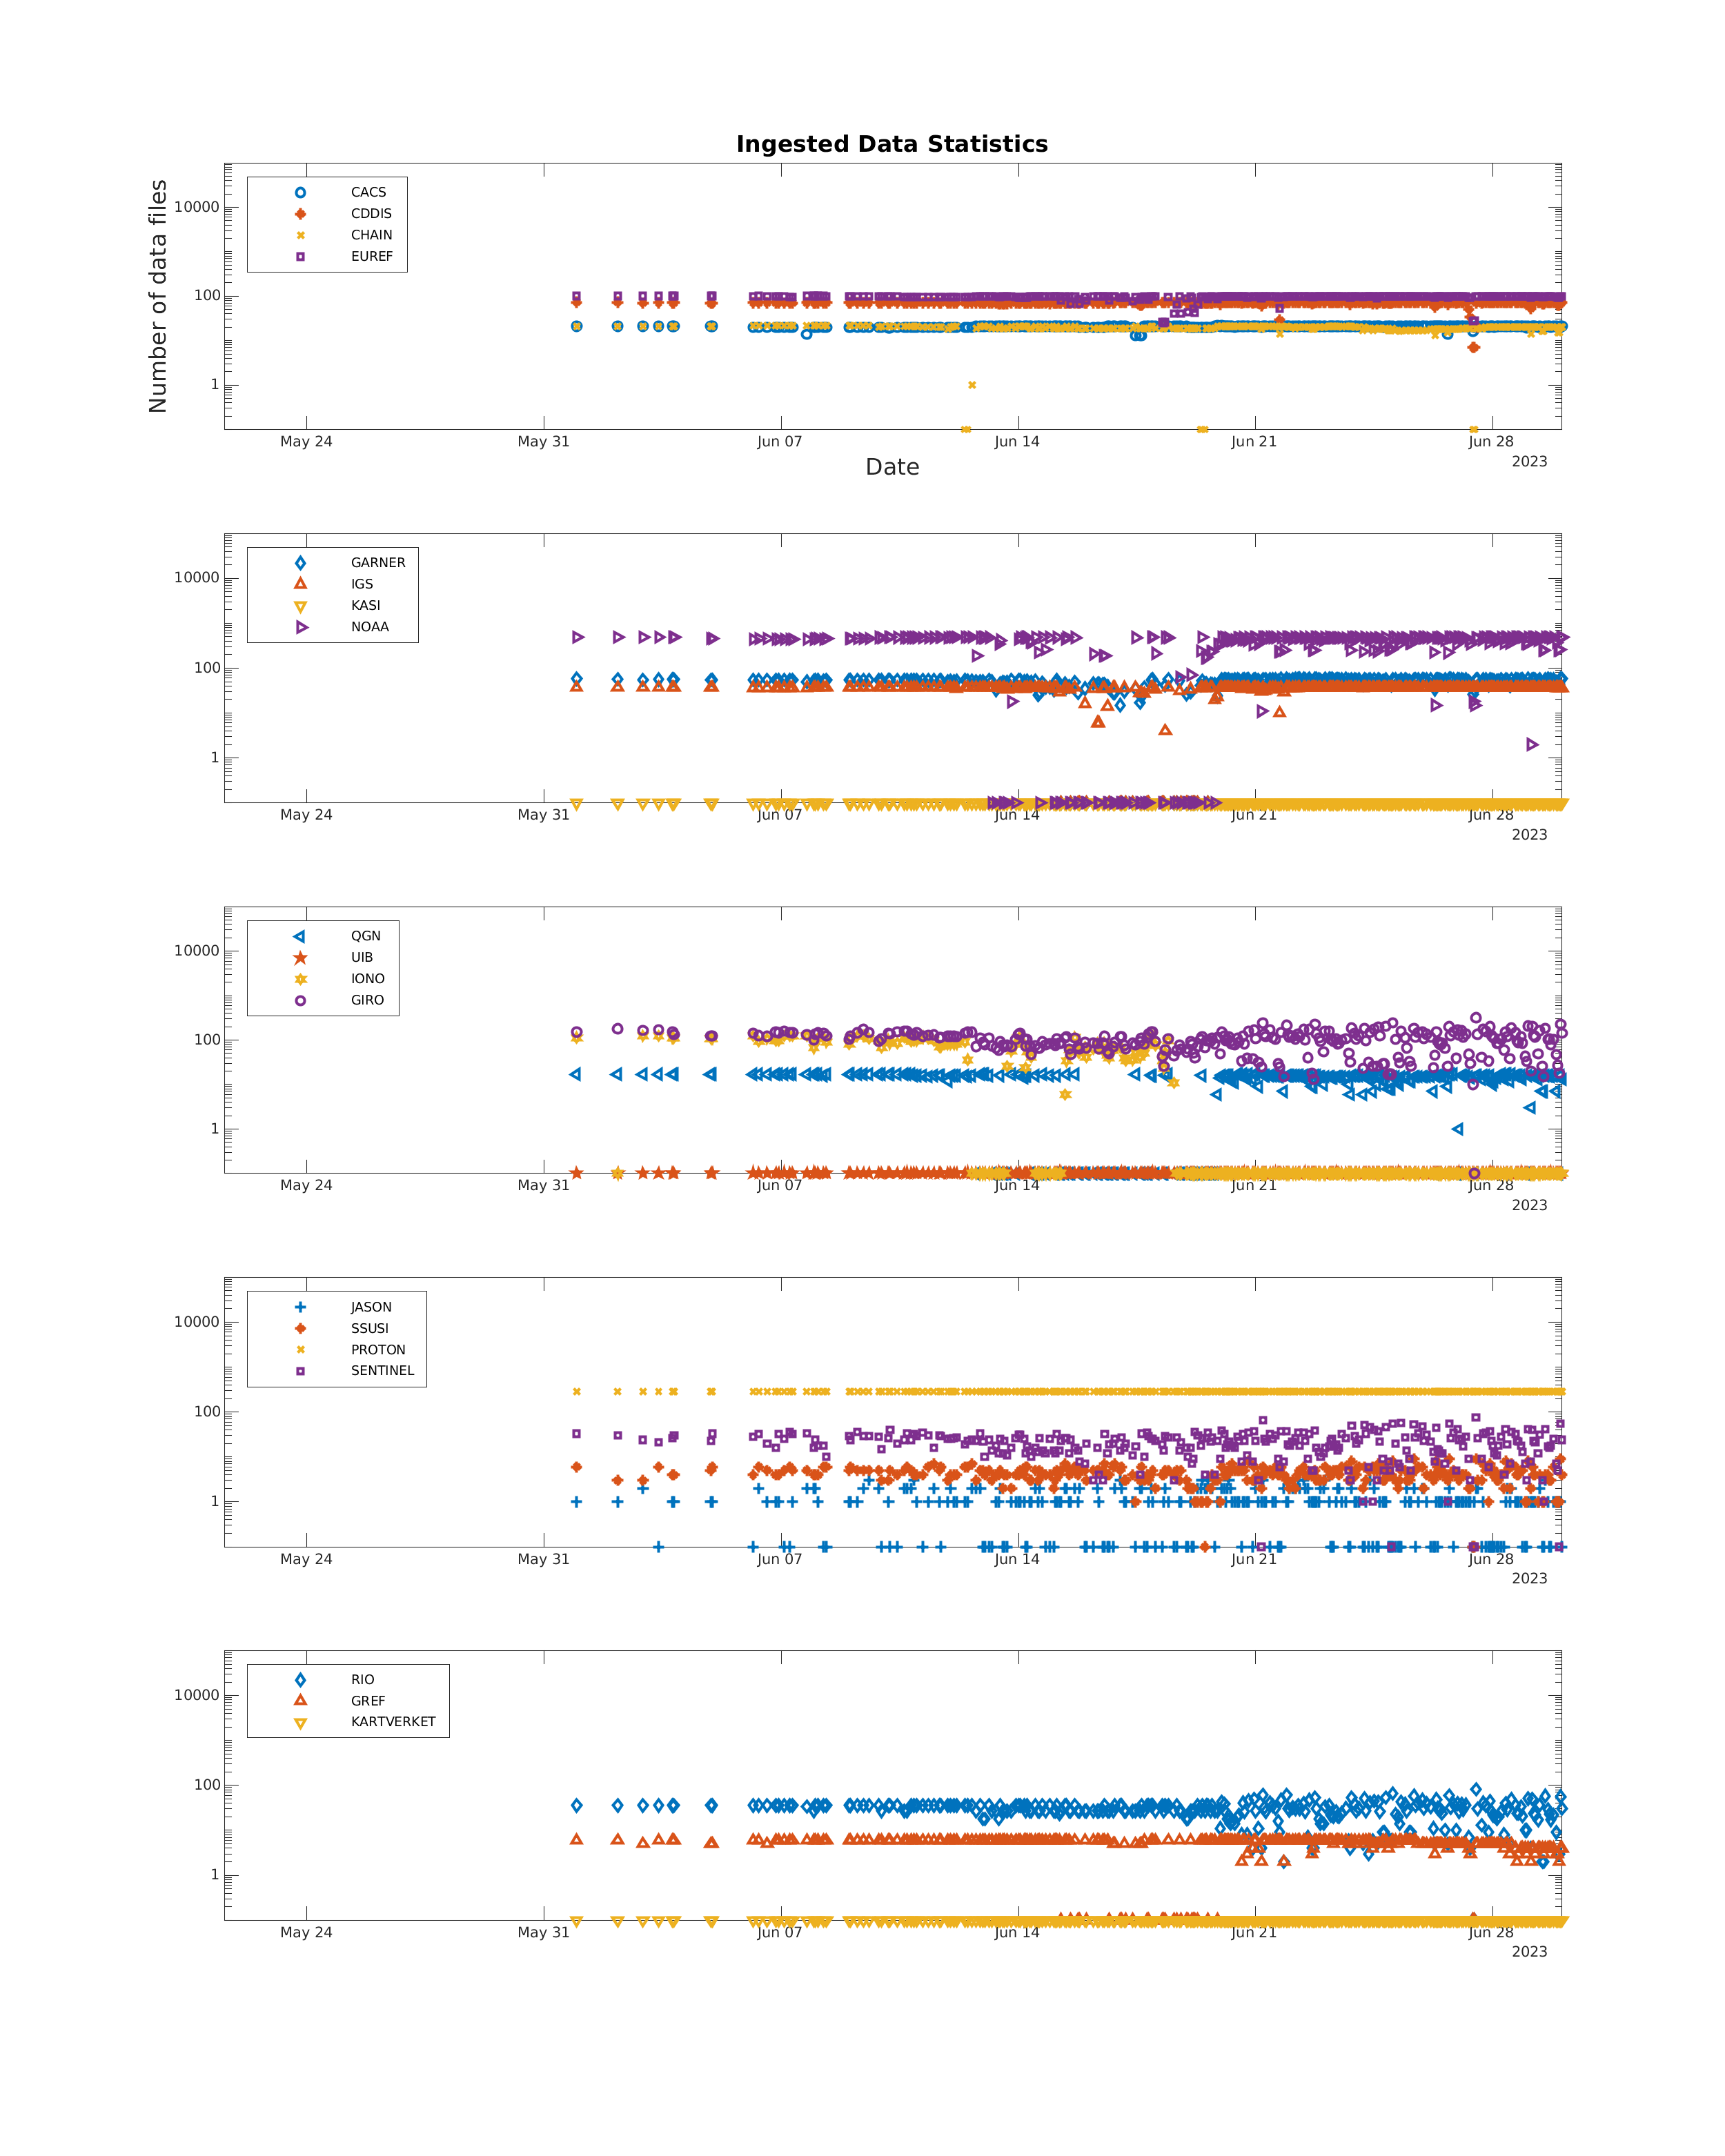 Ingested Data Statistics
Number of data files
10000
100
1
CACS
CDDIS
CHAIN
EUREF
May 24
May 31
Jun 07
Jun 14
Jun 21
Jun 28
2023
Date
10000
100
1
GARNER
IGS
KASI
NOAA
May 24
May 31
Jun 07
Jun 14
Jun 21
Jun 28
2023
10000
100
1
QGN
UIB
IONO
GIRO
May 24
May 31
Jun 07
Jun 14
Jun 21
Jun 28
2023
10000
100
1
JASON
SSUSI
PROTON
SENTINEL
May 24
May 31
Jun 07
Jun 14
Jun 21
Jun 28
2023
10000
100
1
RIO
GREF
KARTVERKET
May 24
May 31
Jun 07
Jun 14
Jun 21
Jun 28
2023